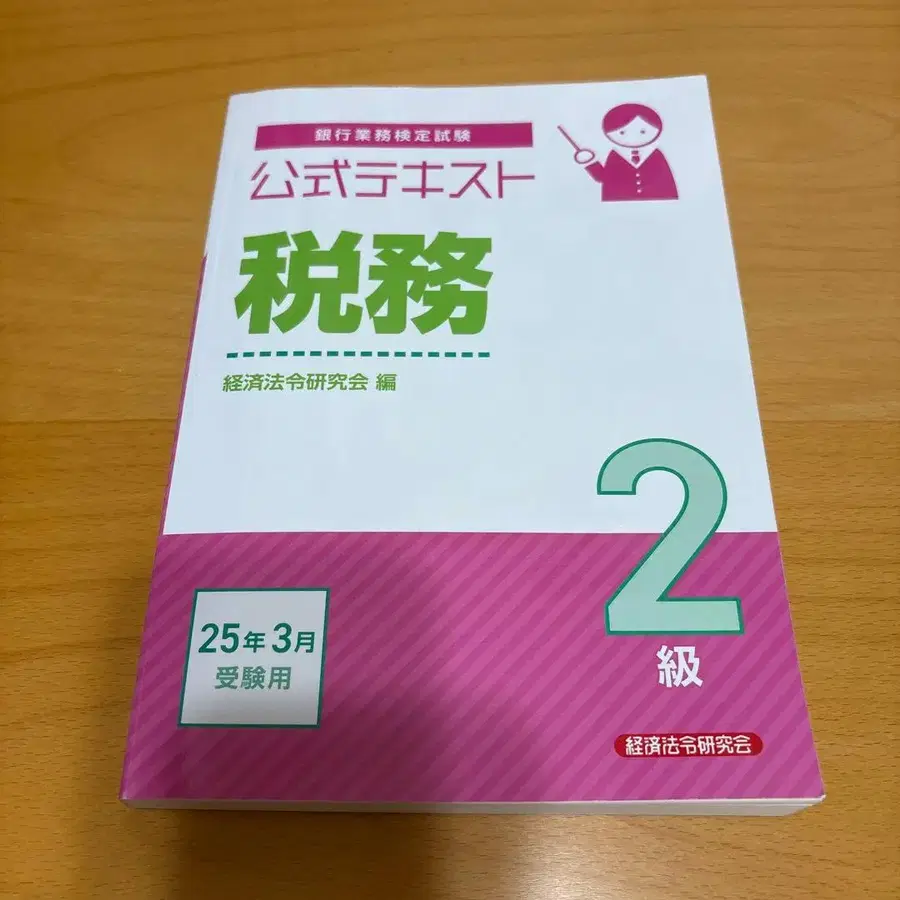 銀行業務検定試験
公式テキスト
税務
経済法令研究会 編
2
級
25年3月
受験用
経済法令研究会